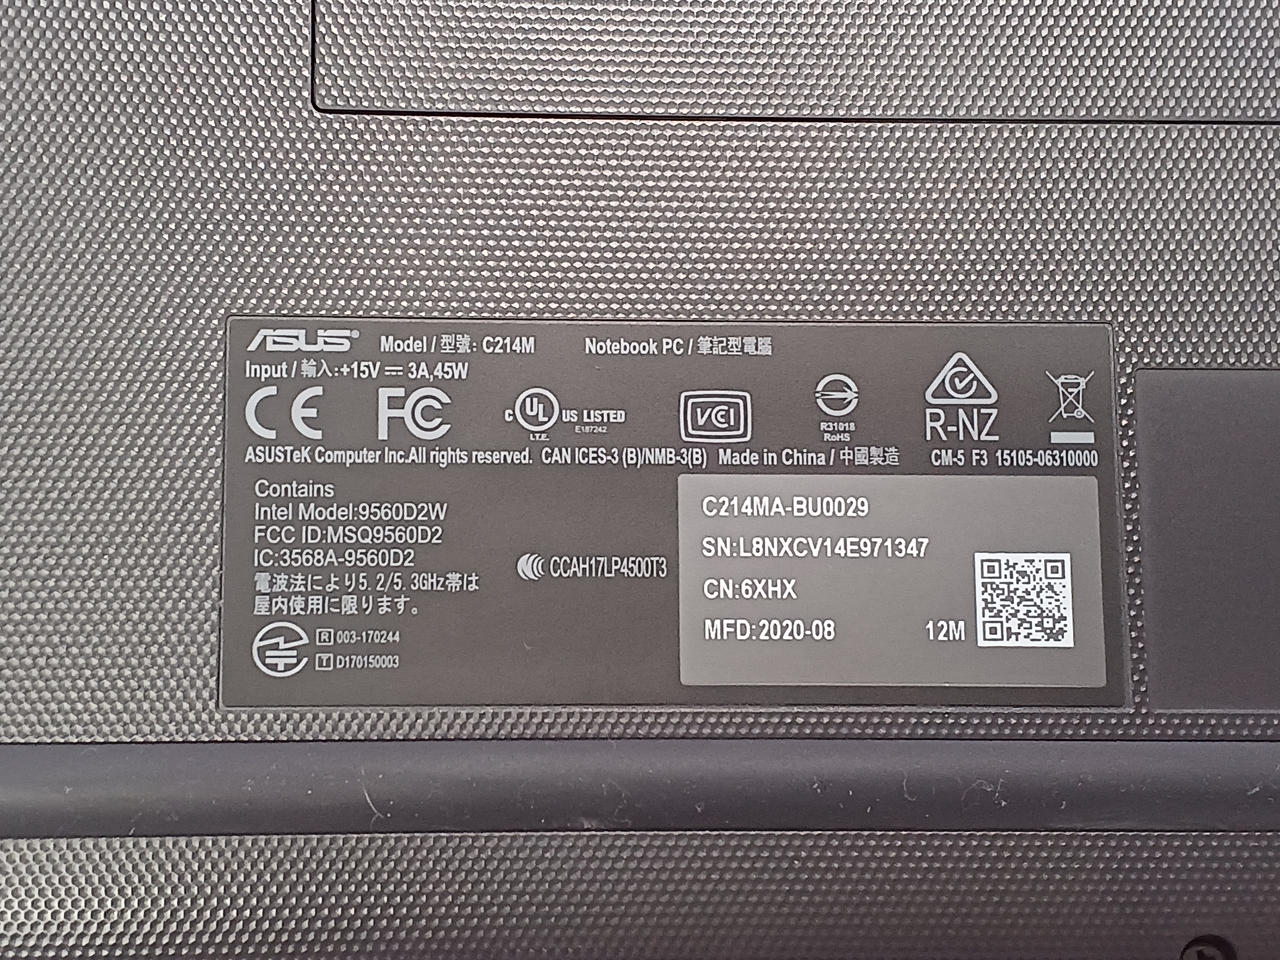 ASUS® Model / 型號: C214M Notebook PC / 筆記型電腦
Input / 輸入:+15V ⎓ 3A,45W
CE FC c UL US LISTED VCCI
I.T.E. E187242
R31018
RoHS
R-NZ
ASUSTeK Computer Inc.All rights reserved. CAN ICES-3 (B)/NMB-3(B) Made in China / 中國製造 CM-5 F3 15105-06310000
Contains
Intel Model:9560D2W
FCC ID:MSQ9560D2
IC:3568A-9560D2
電波法により5.2/5.3GHz帯は
屋内使用に限ります。
R 003-170244
T D170150003
CCAH17LP4500T3
C214MA-BU0029
SN:L8NXCV14E971347
CN:6XHX
MFD:2020-08 12M